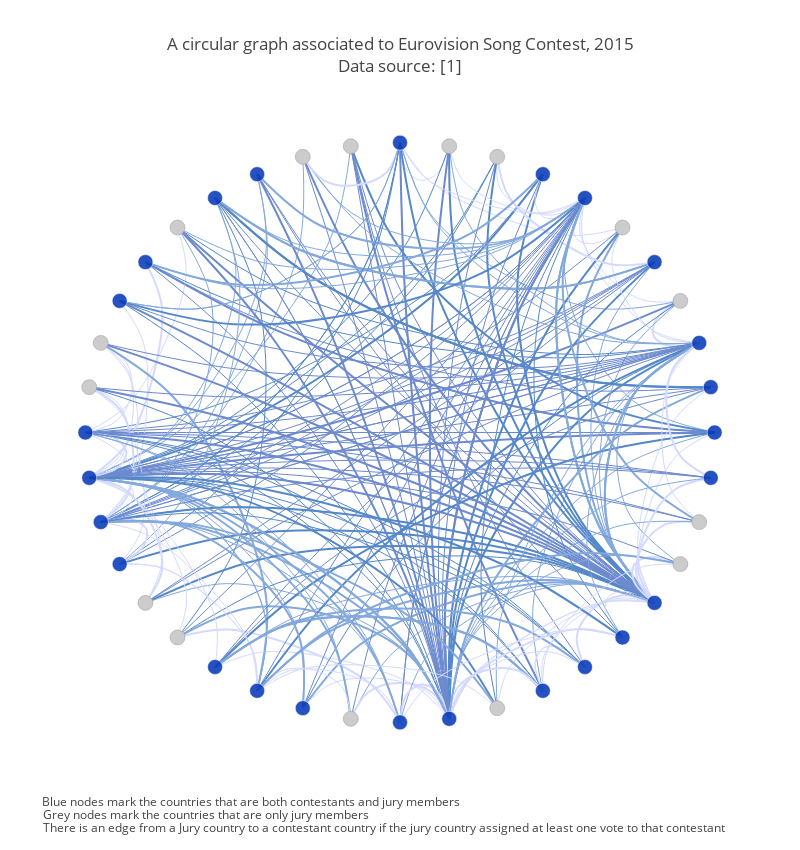 A circular graph associated to Eurovision Song Contest, 2015
Data source: [1]
Blue nodes mark the countries that are both contestants and jury members
Grey nodes mark the countries that are only jury members
There is an edge from a Jury country to a contestant country if the jury country assigned at least one vote to that contestant